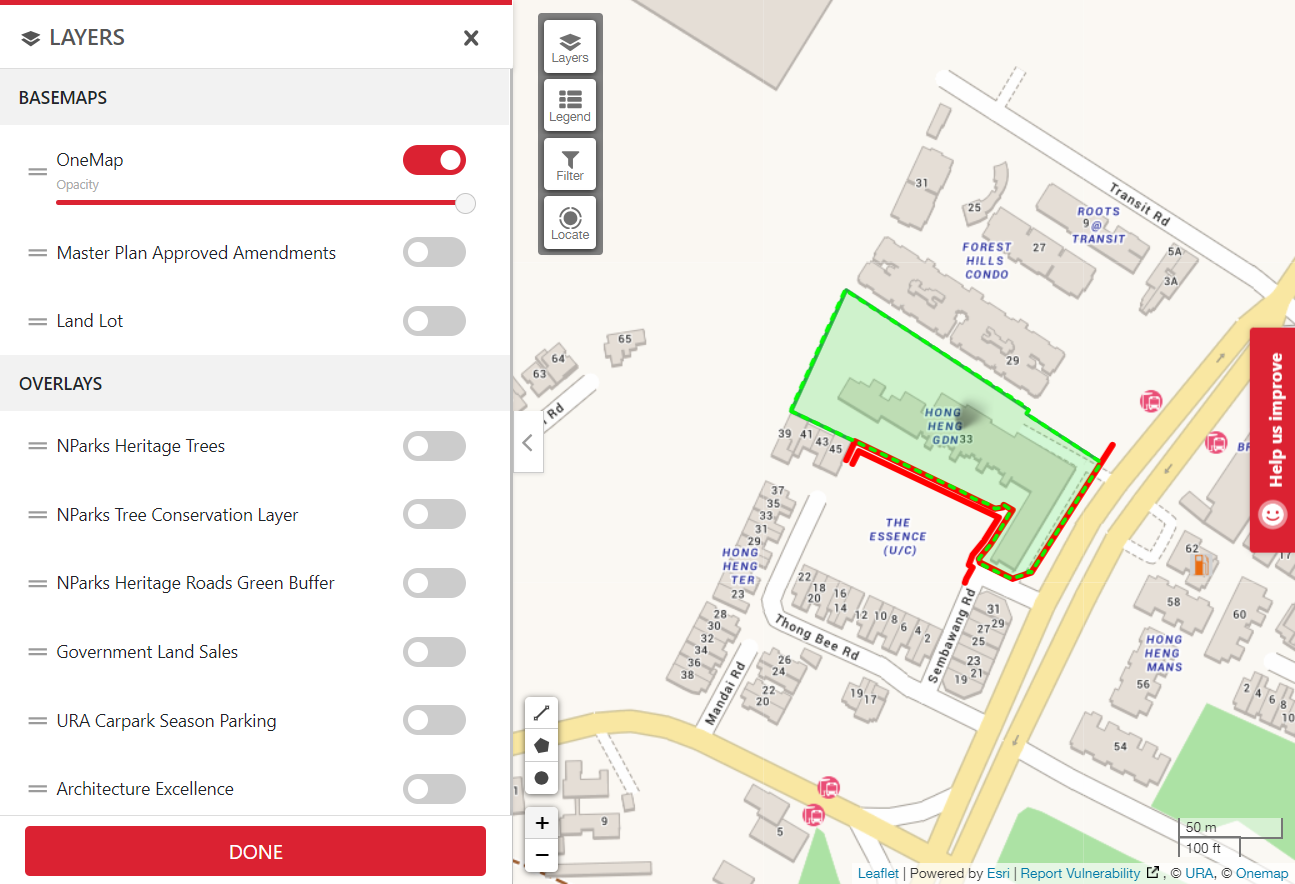 LAYERS
BASEMAPS
OneMap
Opacity
Master Plan Approved Amendments
Land Lot
OVERLAYS
NParks Heritage Trees
NParks Tree Conservation Layer
NParks Heritage Roads Green Buffer
Government Land Sales
URA Carpark Season Parking
Architecture Excellence
DONE
Layers
Legend
Filter
Locate
Transit Rd
31
25
ROOTS
9 @
TRANSIT
27
FOREST
HILLS
CONDO
5A
3A
29
65
64
63
Rd
HONG
HENG
GDN
33
39
41
43
45
37
35
33
31
29
HONG
HENG
TER
23
THE
ESSENCE
(U/C)
22
18
20
16
14
12
10
8
6
4
2
28
30
32
34
36
38
Thong Bee Rd
Sembawang Rd
31
29
27
25
23
21
19
26
24
22
20
19
17
Mandai Rd
62
58
60
HONG
HENG
MANS
56
54
2
4
6
8
10
17
9
5
1
Help us improve
+
−
50 m
100 ft
Leaflet | Powered by Esri | Report Vulnerability , © URA, © Onemap